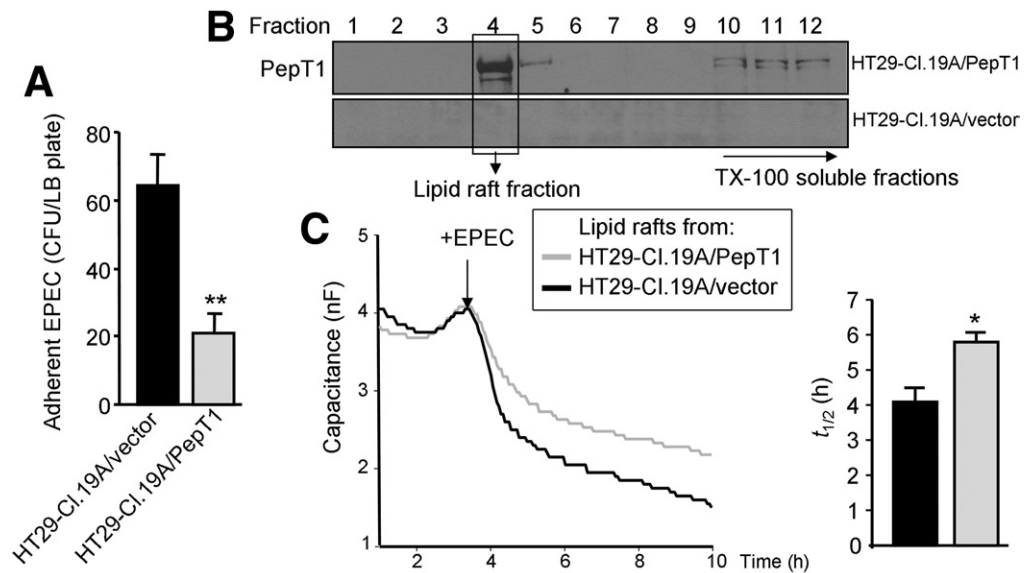 A
Adherent EPEC (CFU/LB plate)
80
60
40
20
0
**
HT29-Cl.19A/vector
HT29-Cl.19A/PepT1
B
Fraction 1 2 3 4 5 6 7 8 9 10 11 12
PepT1
HT29-Cl.19A/PepT1
HT29-Cl.19A/vector
Lipid raft fraction
TX-100 soluble fractions
C
Capacitance (nF)
5
4
3
2
1
+EPEC
Lipid rafts from:
HT29-Cl.19A/PepT1
HT29-Cl.19A/vector
2 4 6 8 10 Time (h)
t1/2 (h)
7
6
5
4
3
2
1
0
*